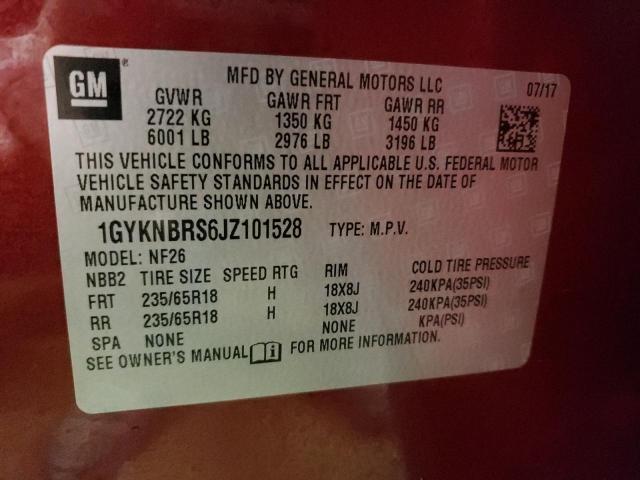 GM
MFD BY GENERAL MOTORS LLC 07/17
GVWR GAWR FRT GAWR RR
2722 KG 1350 KG 1450 KG
6001 LB 2976 LB 3196 LB
THIS VEHICLE CONFORMS TO ALL APPLICABLE U.S. FEDERAL MOTOR
VEHICLE SAFETY STANDARDS IN EFFECT ON THE DATE OF
MANUFACTURE SHOWN ABOVE.
1GYKNBRS6JZ101528 TYPE: M.P.V.
MODEL: NF26
NBB2 TIRE SIZE SPEED RTG RIM COLD TIRE PRESSURE
FRT 235/65R18 H 18X8J 240KPA(35PSI)
RR 235/65R18 H 18X8J 240KPA(35PSI)
SPA NONE NONE KPA(PSI)
SEE OWNER'S MANUAL FOR MORE INFORMATION.